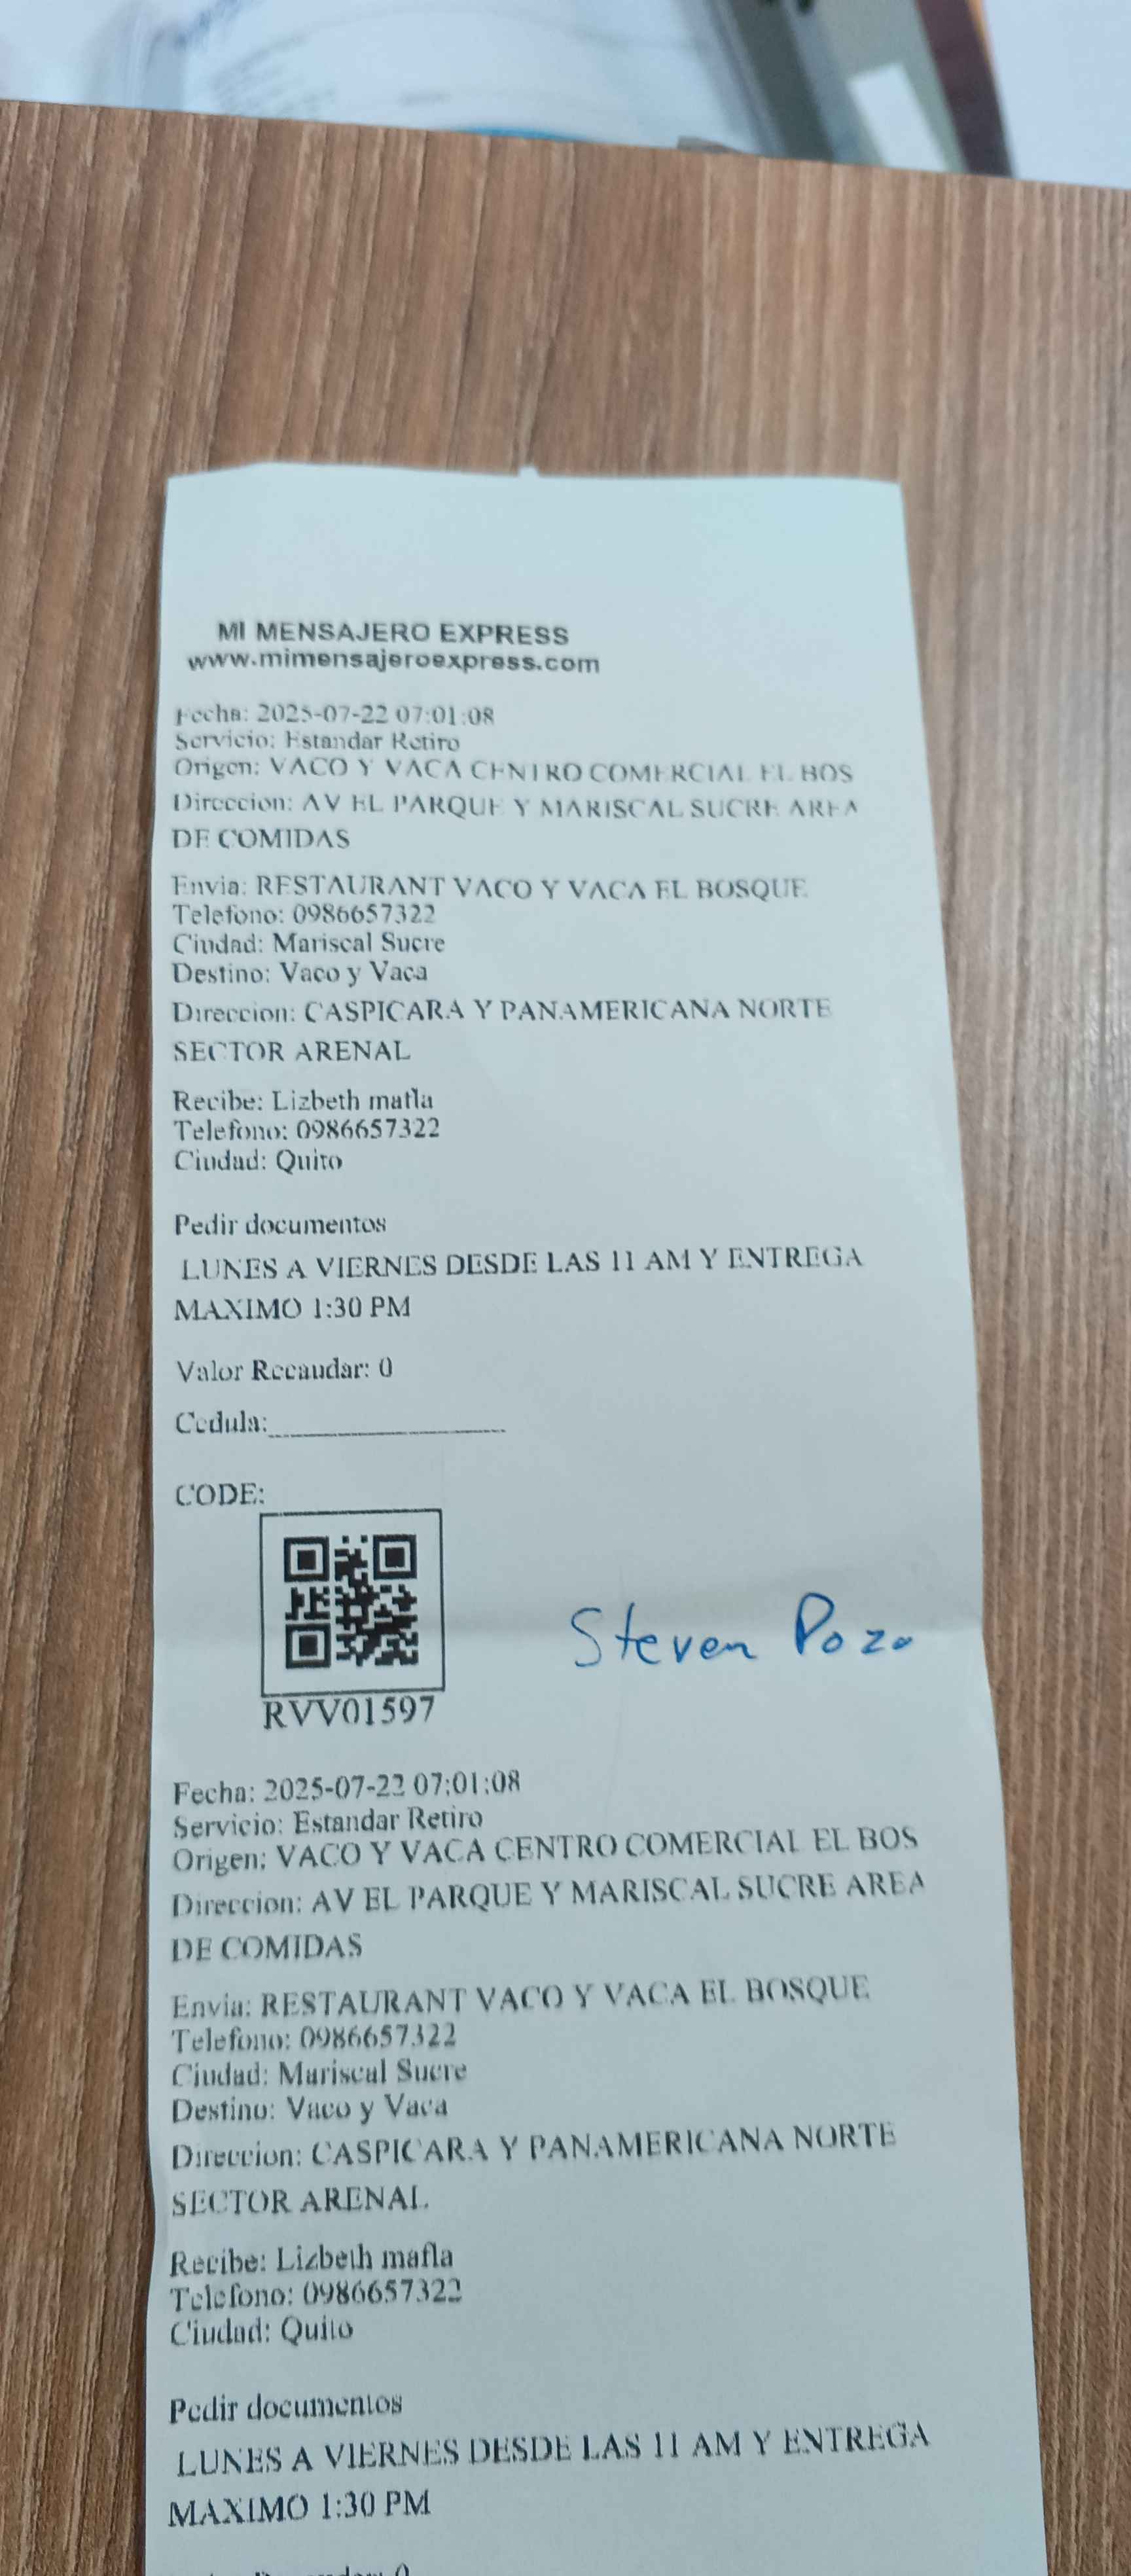 MI MENSAJERO EXPRESS
www.mimensajeroexpress.com
Fecha: 2025-07-22 07:01:08
Servicio: Estandar Retiro
Origen: VACO Y VACA CENTRO COMERCIAL EL BOS
Direccion: AV EL PARQUE Y MARISCAL SUCRE AREA
DE COMIDAS
Envia: RESTAURANT VACO Y VACA EL BOSQUE
Telefono: 0986657322
Ciudad: Mariscal Sucre
Destino: Vaco y Vaca
Direccion: CASPICARA Y PANAMERICANA NORTE
SECTOR ARENAL
Recibe: Lizbeth mafla
Telefono: 0986657322
Ciudad: Quito
Pedir documentos
LUNES A VIERNES DESDE LAS 11 AM Y ENTREGA
MAXIMO 1:30 PM
Valor Recaudar: 0
Cedula:
CODE:
Steven Pozo
RVV01597
Fecha: 2025-07-22 07:01:08
Servicio: Estandar Retiro
Origen: VACO Y VACA CENTRO COMERCIAL EL BOS
Direccion: AV EL PARQUE Y MARISCAL SUCRE AREA
DE COMIDAS
Envia: RESTAURANT VACO Y VACA EL BOSQUE
Telefono: 0986657322
Ciudad: Mariscal Sucre
Destino: Vaco y Vaca
Direccion: CASPICARA Y PANAMERICANA NORTE
SECTOR ARENAL
Recibe: Lizbeth mafla
Telefono: 0986657322
Ciudad: Quito
Pedir documentos
LUNES A VIERNES DESDE LAS 11 AM Y ENTREGA
MAXIMO 1:30 PM